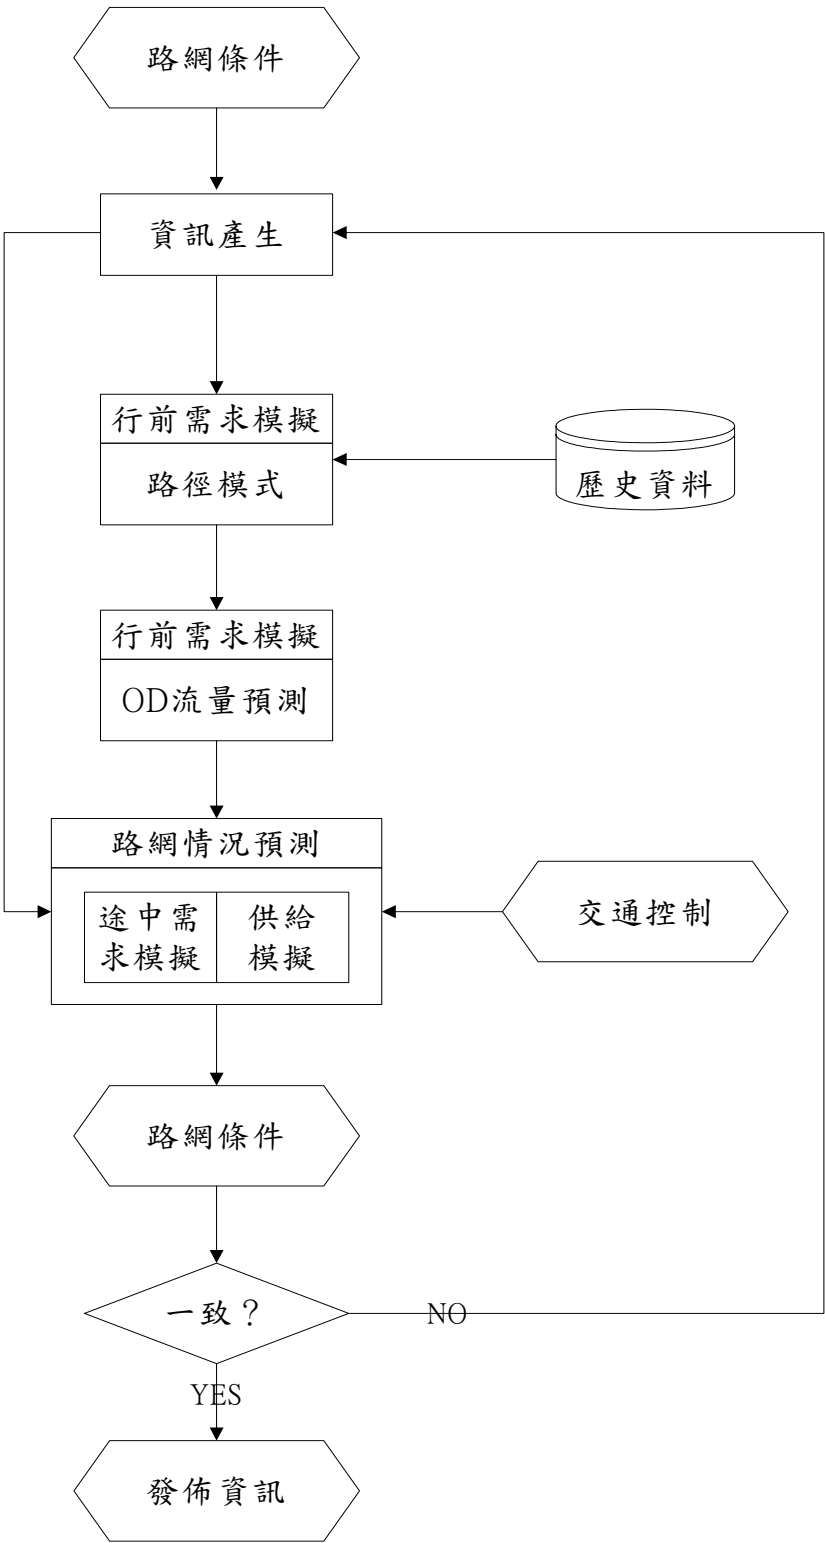 路網條件
資訊產生
行前需求模擬
路徑模式
歷史資料
行前需求模擬
OD流量預測
路網情況預測
途中需
求模擬
供給
模擬
交通控制
路網條件
一致？
NO
YES
發佈資訊